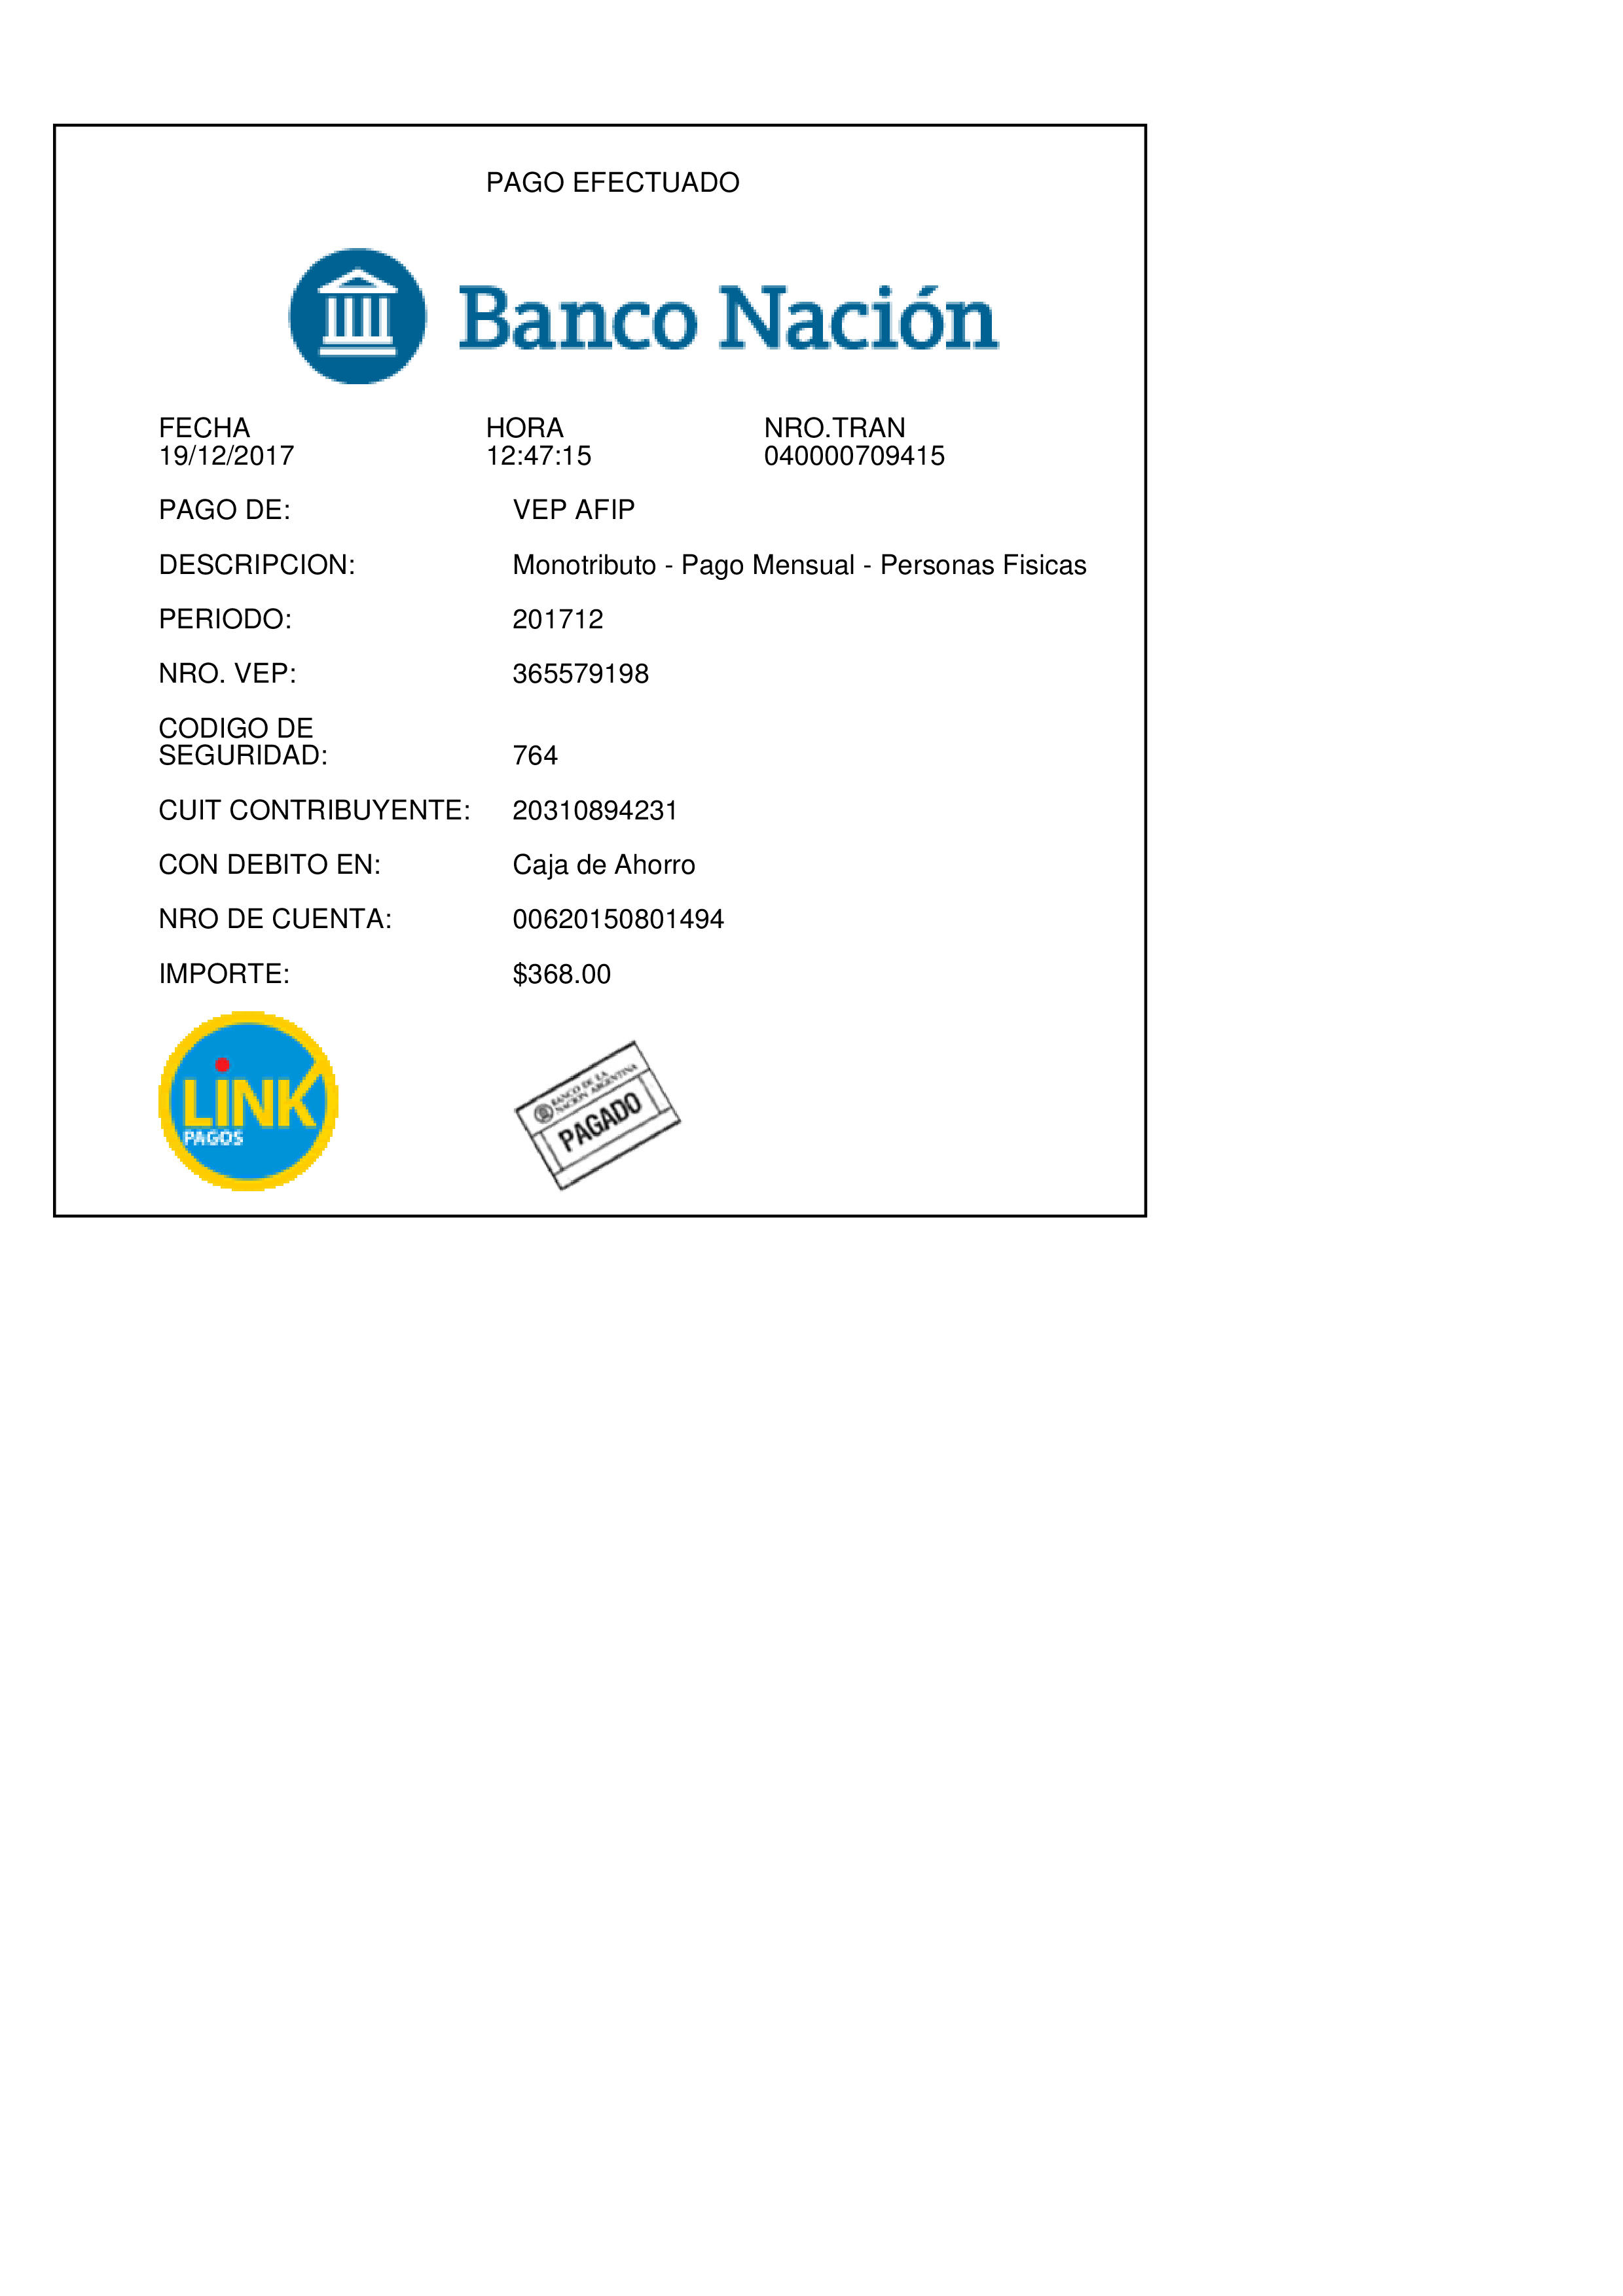 PAGO EFECTUADO
Banco Nación
FECHA HORA NRO.TRAN
19/12/2017 12:47:15 040000709415
PAGO DE: VEP AFIP
DESCRIPCION: Monotributo - Pago Mensual - Personas Fisicas
PERIODO: 201712
NRO. VEP: 365579198
CODIGO DE
SEGURIDAD: 764
CUIT CONTRIBUYENTE: 20310894231
CON DEBITO EN: Caja de Ahorro
NRO DE CUENTA: 00620150801494
IMPORTE: $368.00
LINK
PAGOS
BANCO DE LA
NACION ARGENTINA
PAGADO